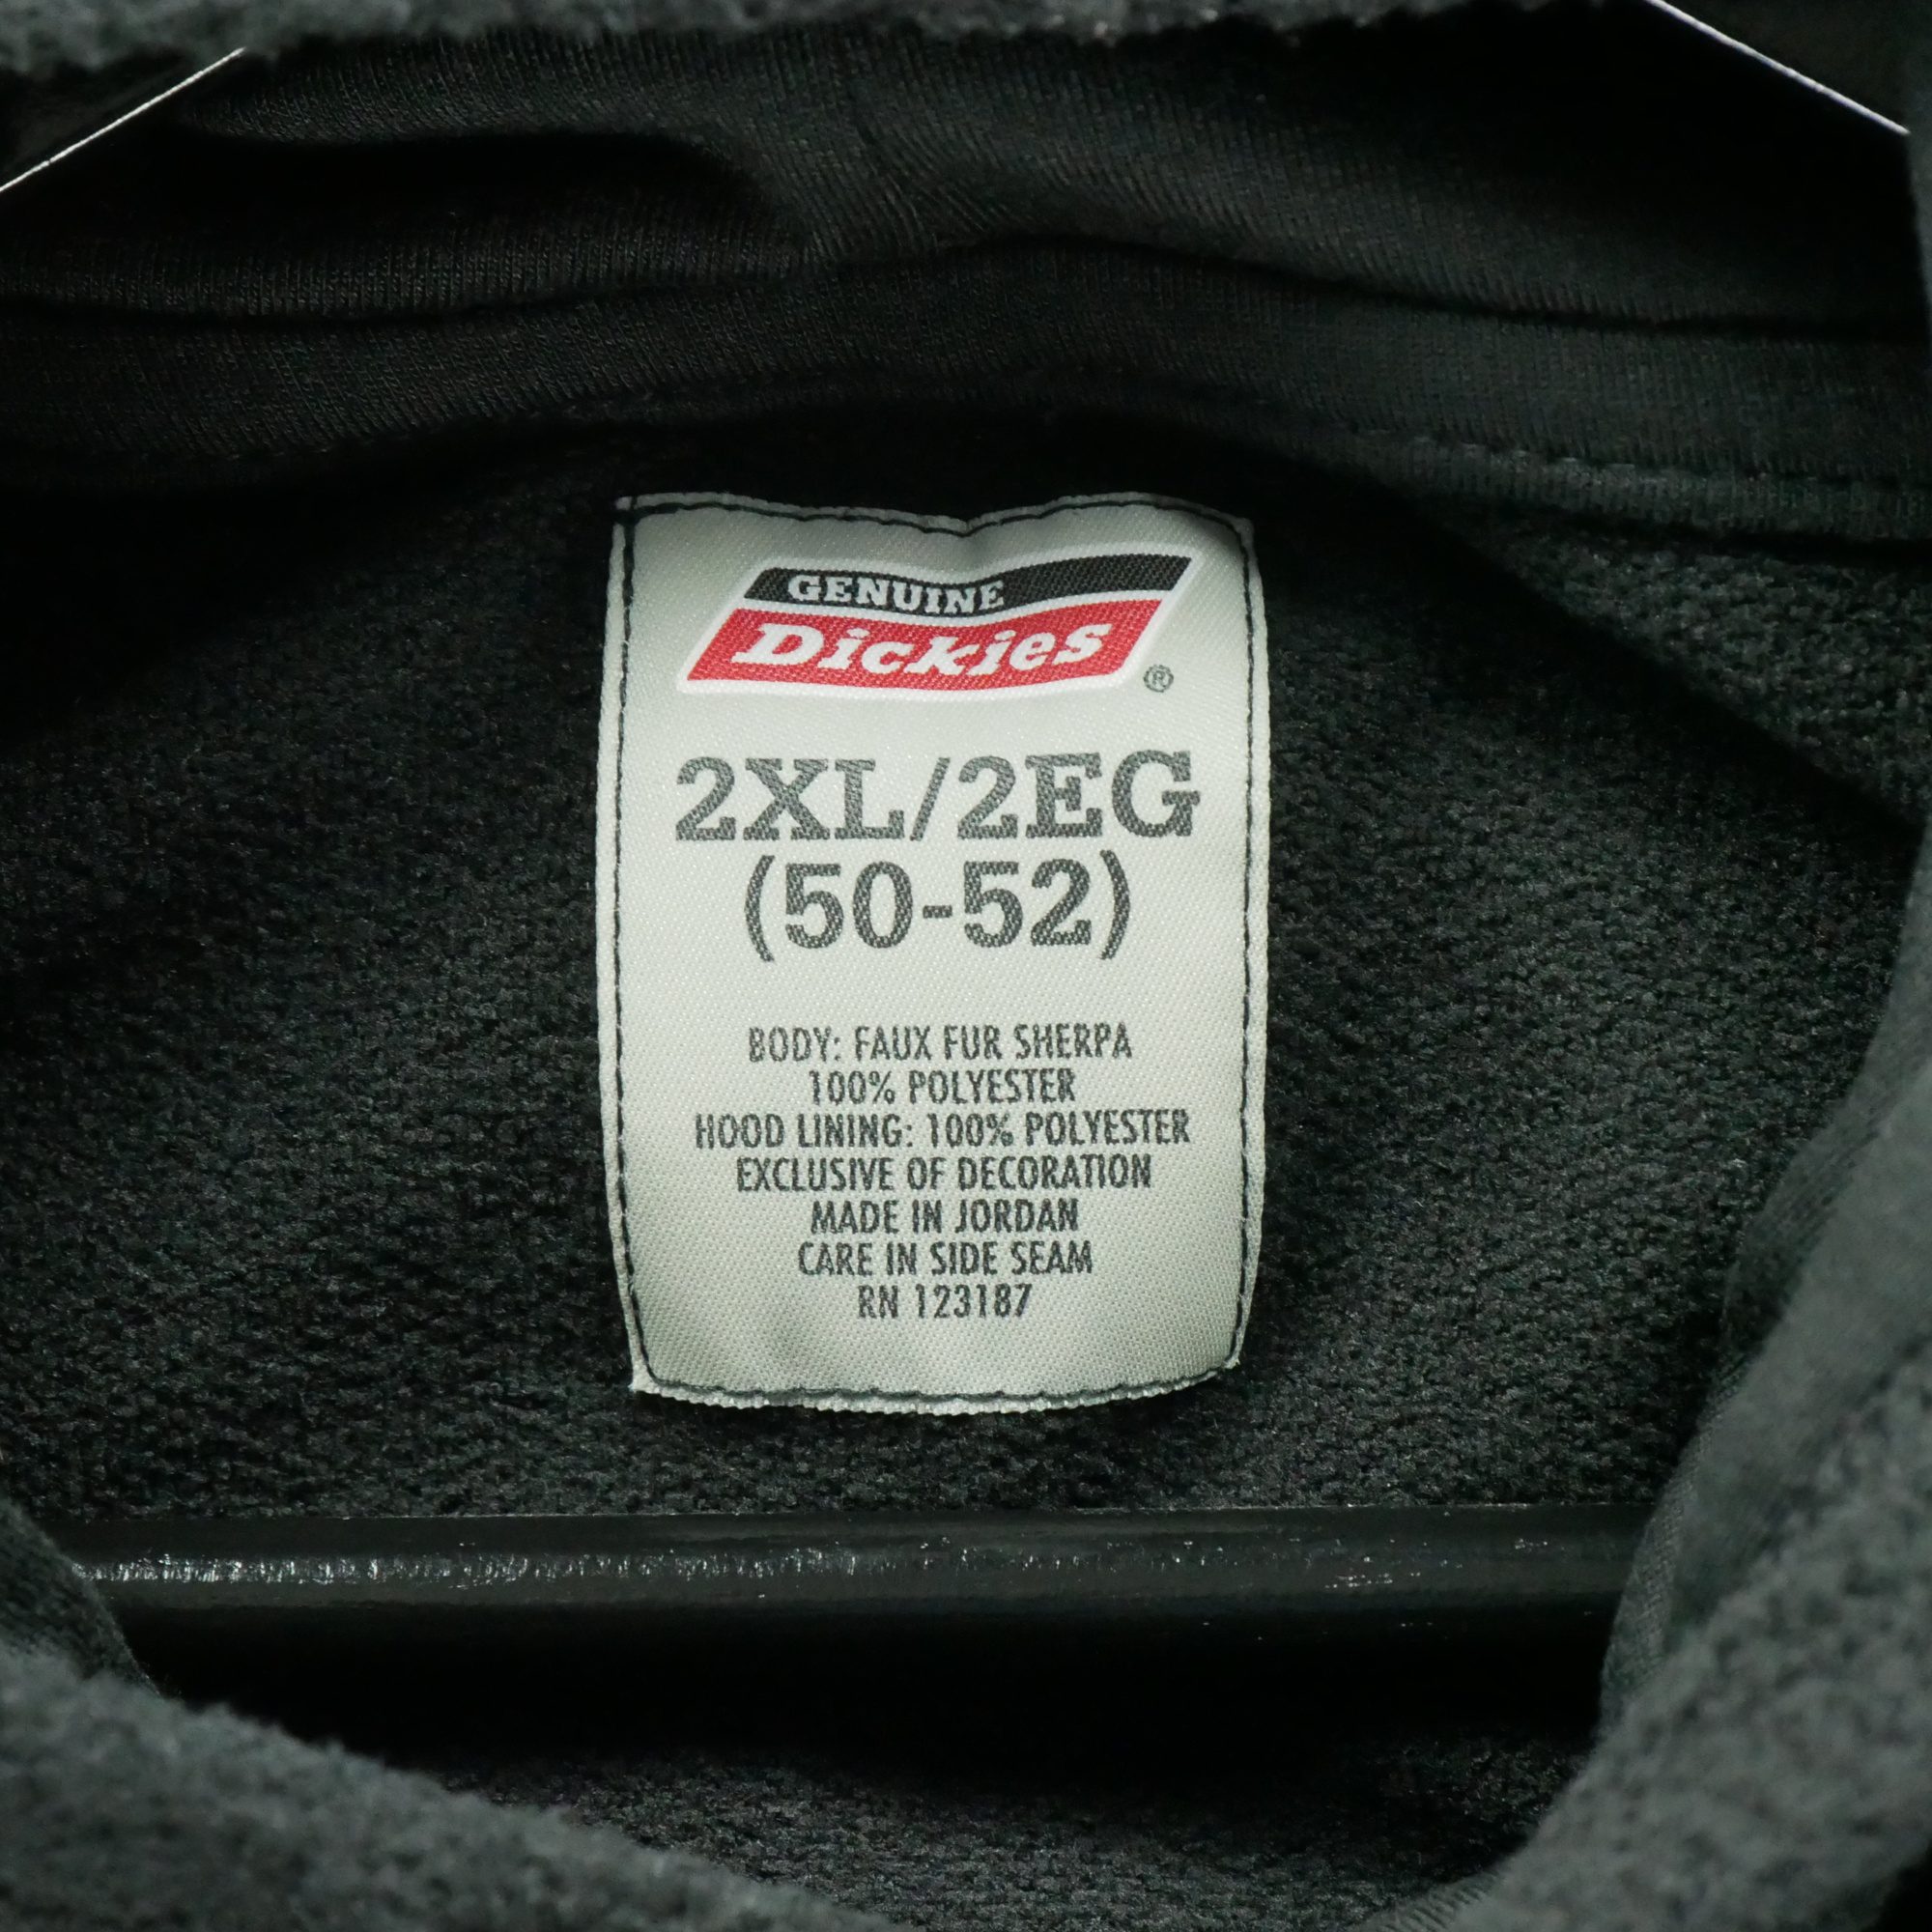 GENUINE
Dickies
®
2XL/2EG
(50-52)
BODY: FAUX FUR SHERPA
100% POLYESTER
HOOD LINING: 100% POLYESTER
EXCLUSIVE OF DECORATION
MADE IN JORDAN
CARE IN SIDE SEAM
RN 123187